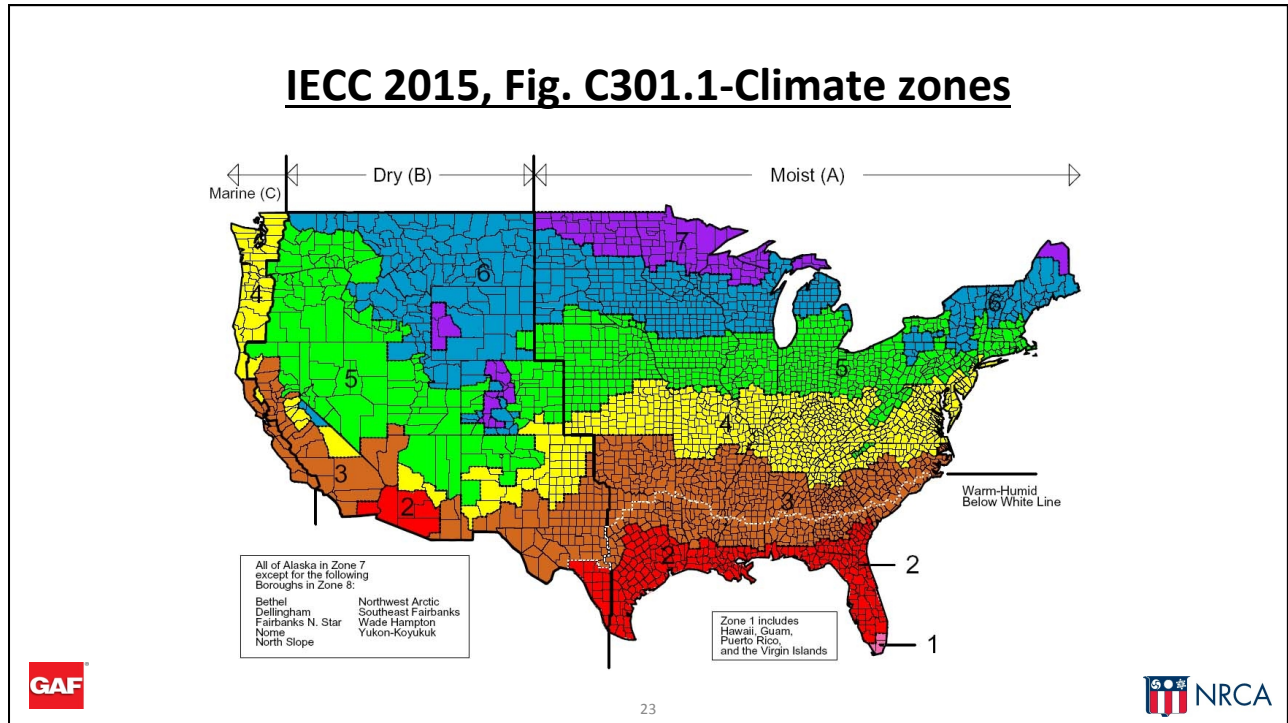 IECC 2015, Fig. C301.1-Climate zones
Marine (C)
Dry (B)
Moist (A)
7
6
6
4
5
5
4
3
3
2
2
Warm-Humid
Below White Line
2
1
All of Alaska in Zone 7
except for the following
Boroughs in Zone 8:
Bethel
Dellingham
Fairbanks N. Star
Nome
North Slope
Northwest Arctic
Southeast Fairbanks
Wade Hampton
Yukon-Koyukuk
Zone 1 includes
Hawaii, Guam,
Puerto Rico,
and the Virgin Islands
GAF
®
23
NRCA